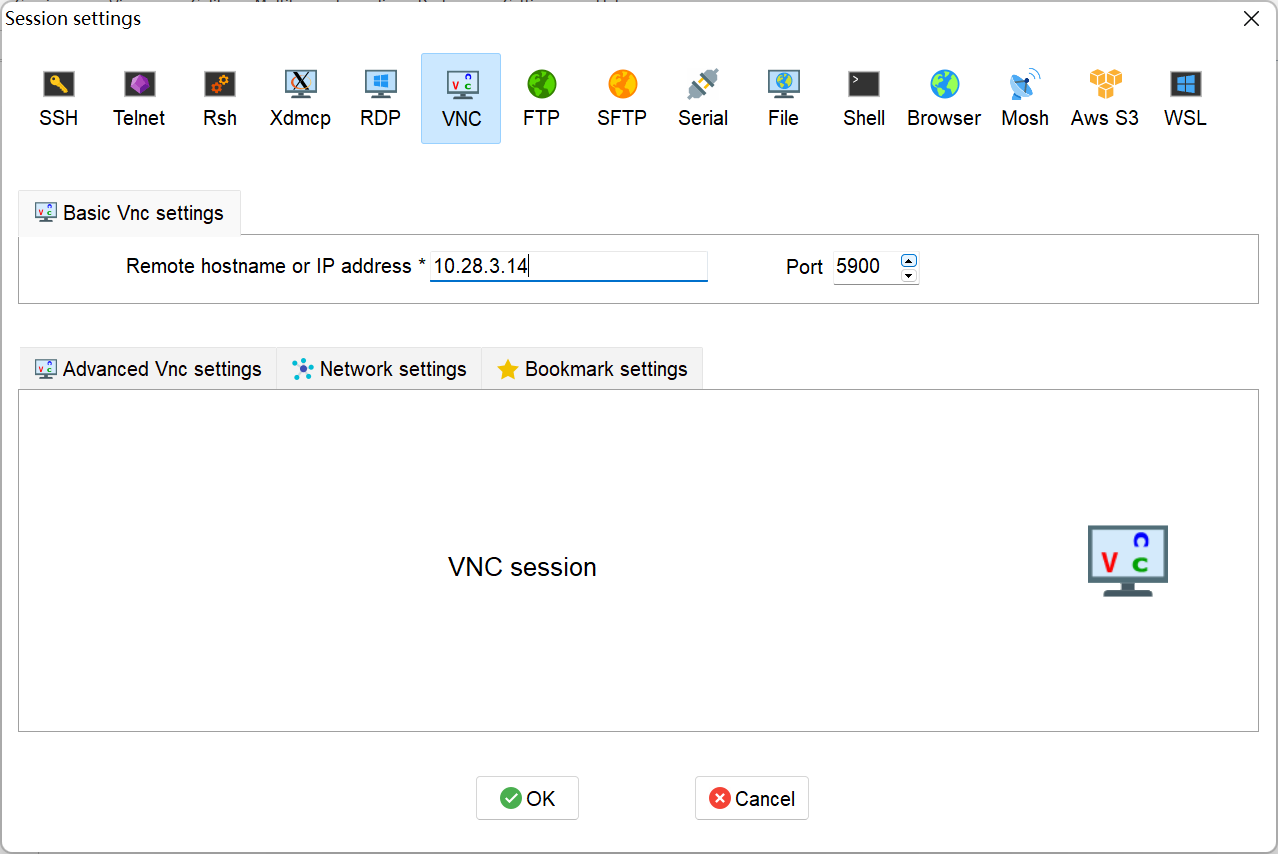 Session settings
SSH Telnet Rsh Xdmcp RDP VNC FTP SFTP Serial File Shell Browser Mosh Aws S3 WSL
Basic Vnc settings
Remote hostname or IP address * 10.28.3.14 Port 5900
Advanced Vnc settings Network settings Bookmark settings
VNC session
OK Cancel